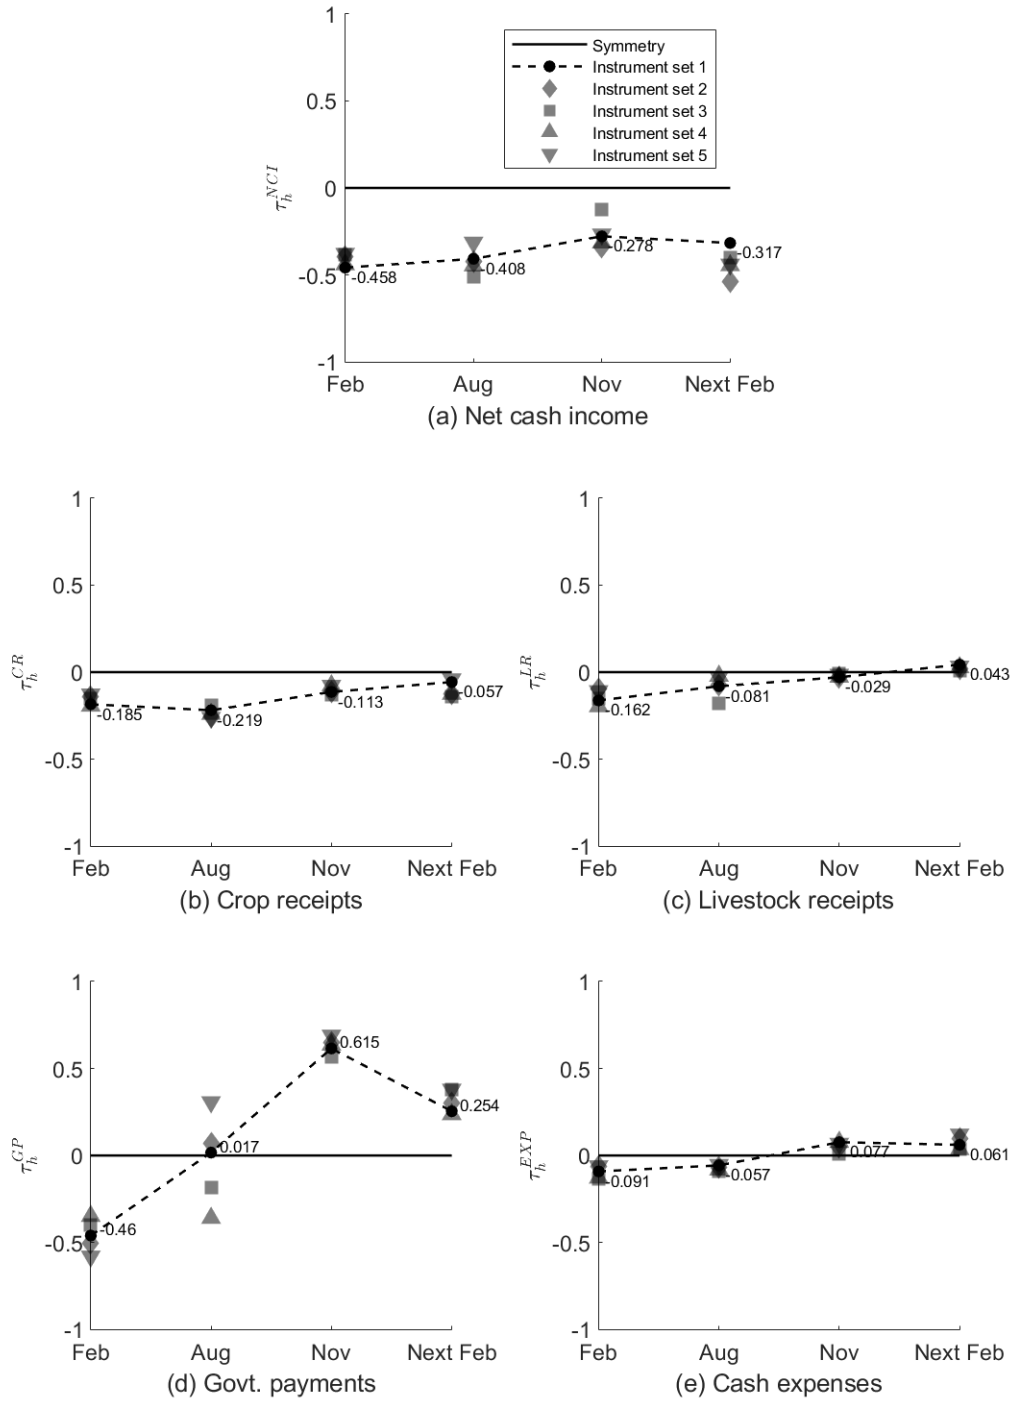 1
0.5
0
-0.5
-1
τ_h^{NCI}
Symmetry
Instrument set 1
Instrument set 2
Instrument set 3
Instrument set 4
Instrument set 5
-0.458
-0.408
-0.278
-0.317
Feb Aug Nov Next Feb
(a) Net cash income
1
0.5
0
-0.5
-1
τ_h^{CR}
-0.185
-0.219
-0.113
-0.057
Feb Aug Nov Next Feb
(b) Crop receipts
1
0.5
0
-0.5
-1
τ_h^{LR}
-0.162
-0.081
-0.029
0.043
Feb Aug Nov Next Feb
(c) Livestock receipts
1
0.5
0
-0.5
-1
τ_h^{GP}
-0.46
0.017
0.615
0.254
Feb Aug Nov Next Feb
(d) Govt. payments
1
0.5
0
-0.5
-1
τ_h^{EXP}
-0.091
-0.057
0.077
0.061
Feb Aug Nov Next Feb
(e) Cash expenses